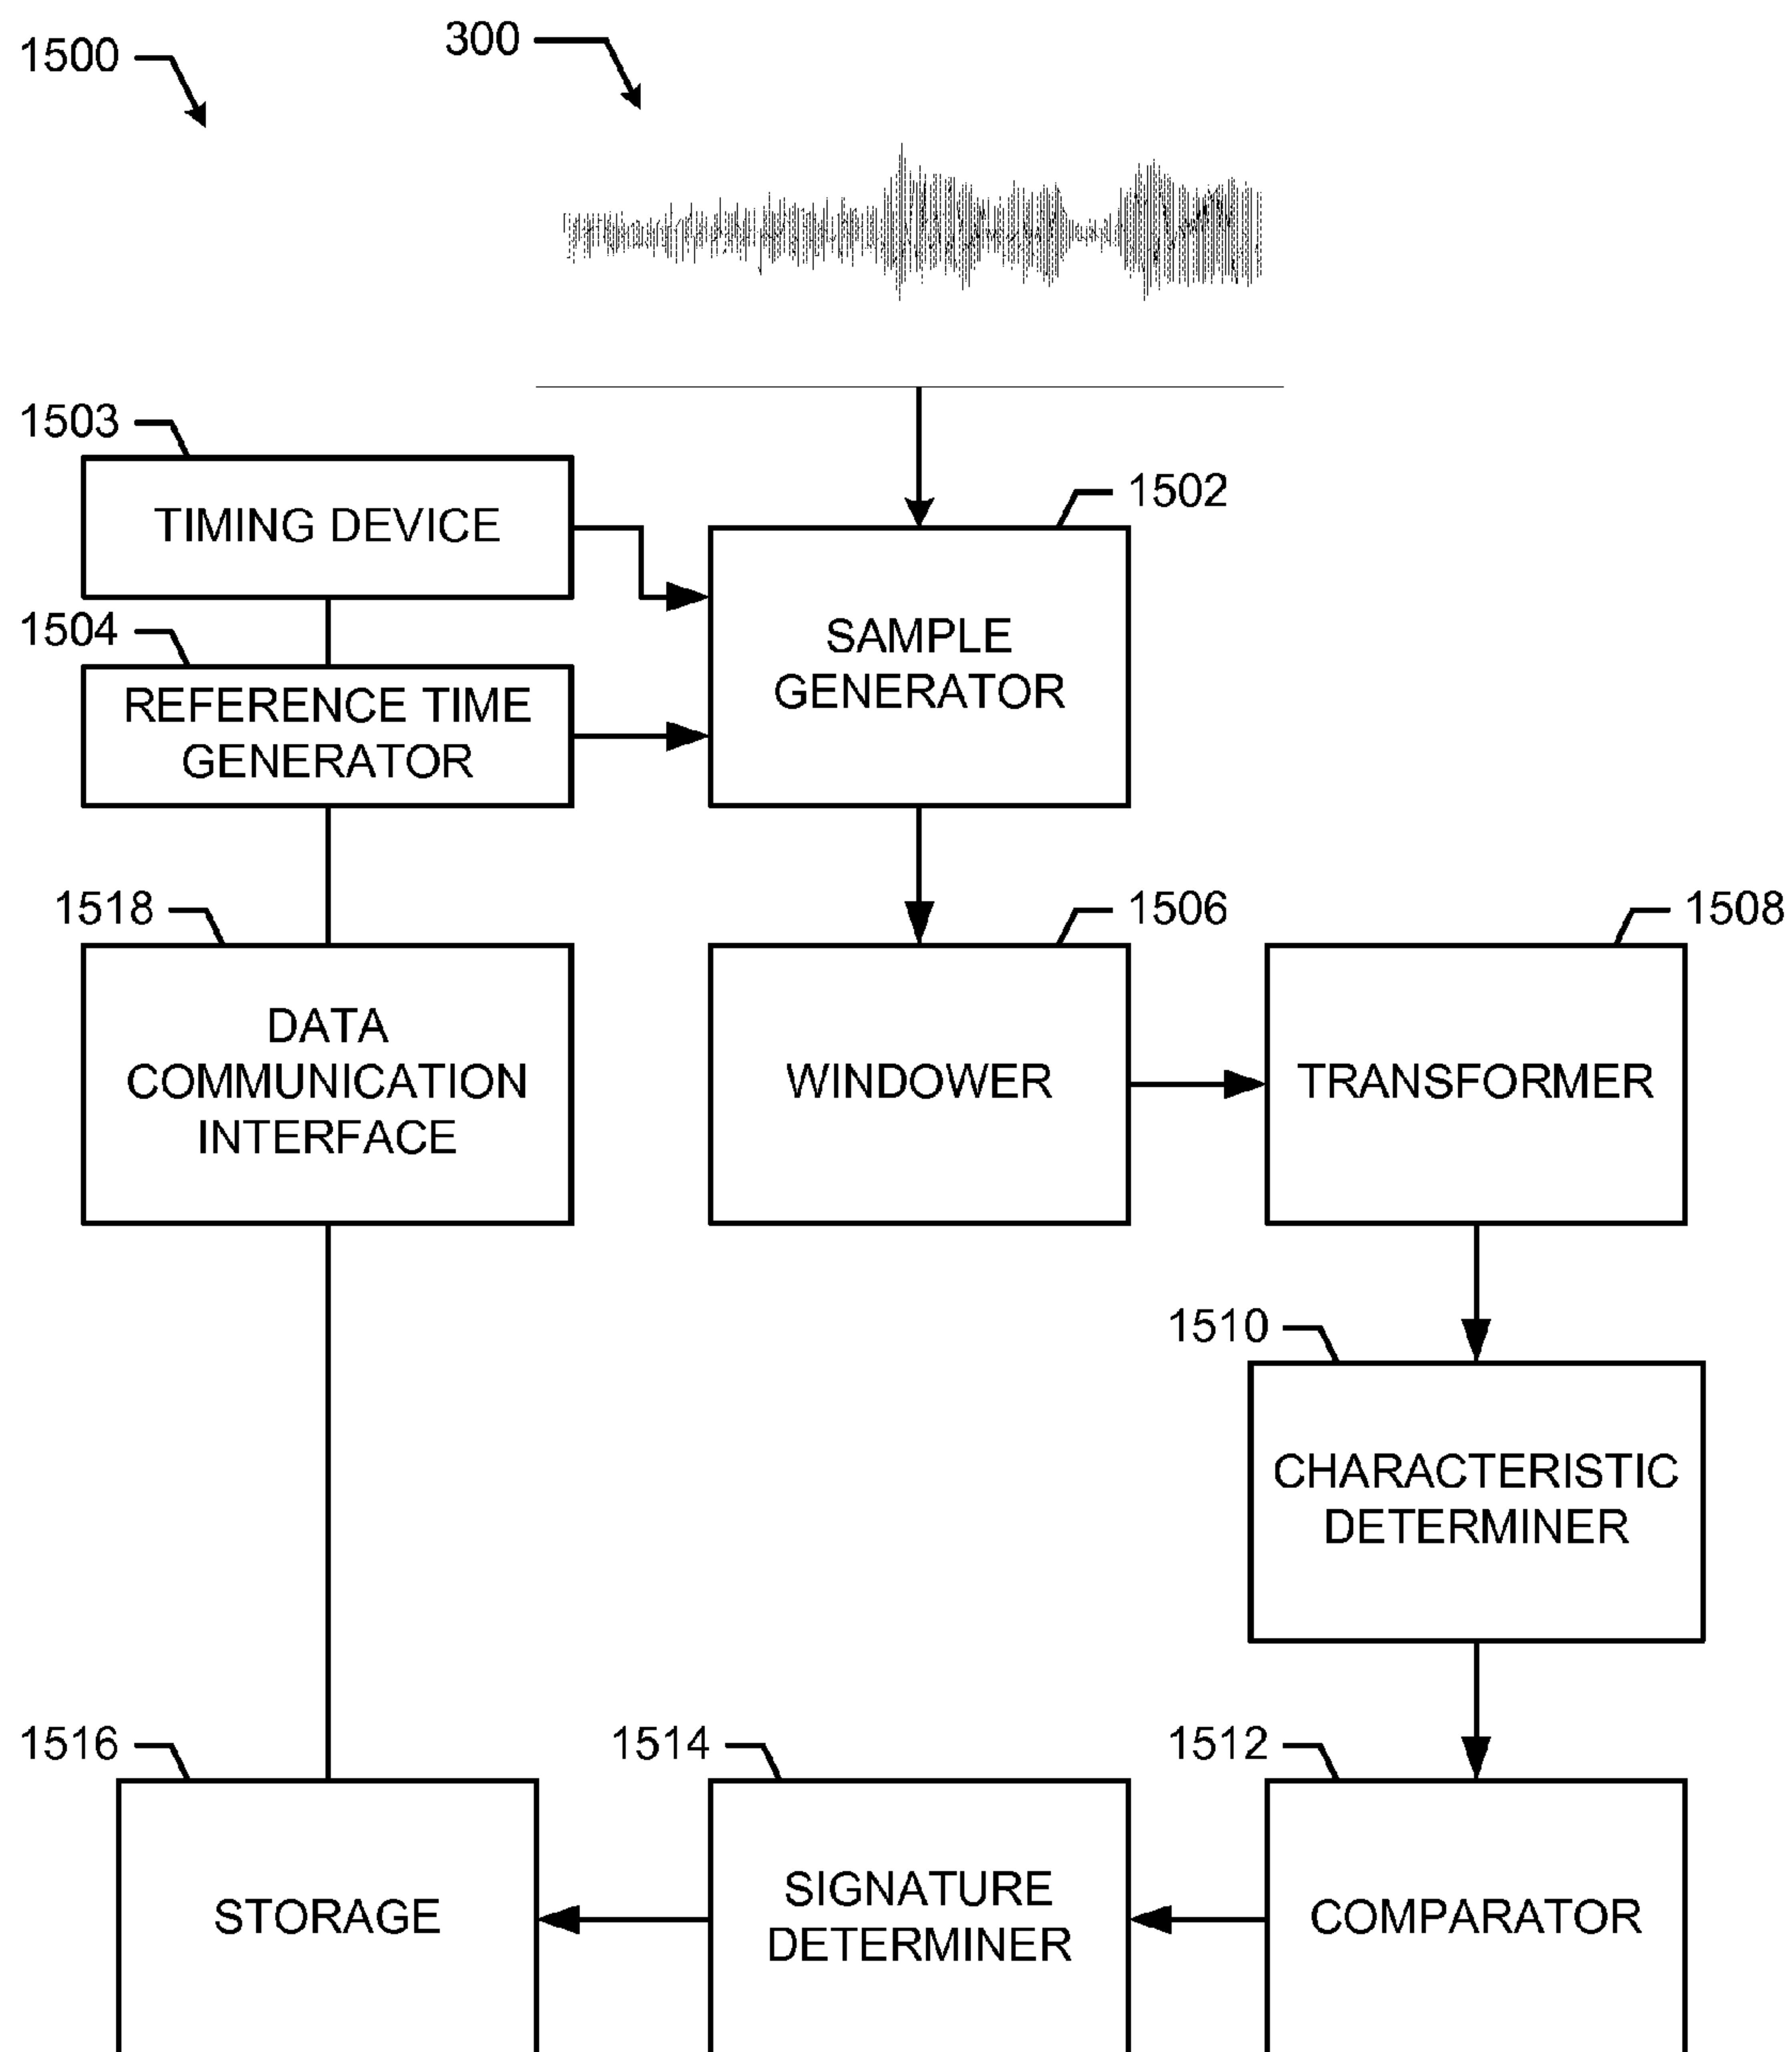 1500
300
1503
TIMING DEVICE
1502
1504
SAMPLE
GENERATOR
REFERENCE TIME
GENERATOR
1518
1506
1508
DATA
COMMUNICATION
INTERFACE
WINDOWER
TRANSFORMER
1510
CHARACTERISTIC
DETERMINER
1516
1514
1512
STORAGE
SIGNATURE
DETERMINER
COMPARATOR